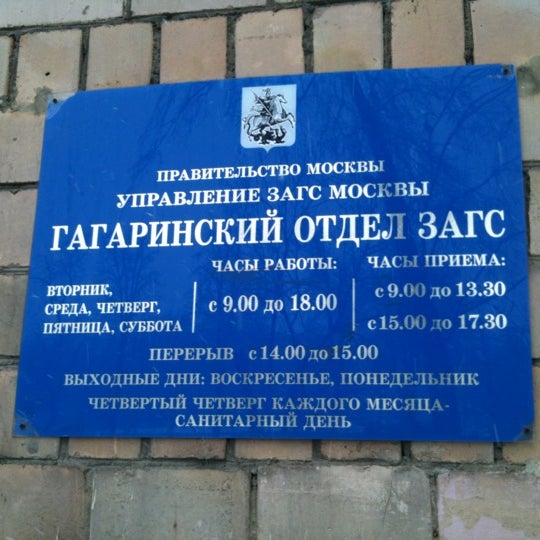 ПРАВИТЕЛЬСТВО МОСКВЫ
УПРАВЛЕНИЕ ЗАГС МОСКВЫ
ГАГАРИНСКИЙ ОТДЕЛ ЗАГС
ЧАСЫ РАБОТЫ: ЧАСЫ ПРИЕМА:
ВТОРНИК,
СРЕДА, ЧЕТВЕРГ,
ПЯТНИЦА, СУББОТА
с 9.00 до 18.00
с 9.00 до 13.30
с 15.00 до 17.30
ПЕРЕРЫВ с 14.00 до 15.00
ВЫХОДНЫЕ ДНИ: ВОСКРЕСЕНЬЕ, ПОНЕДЕЛЬНИК
ЧЕТВЕРТЫЙ ЧЕТВЕРГ КАЖДОГО МЕСЯЦА-
САНИТАРНЫЙ ДЕНЬ